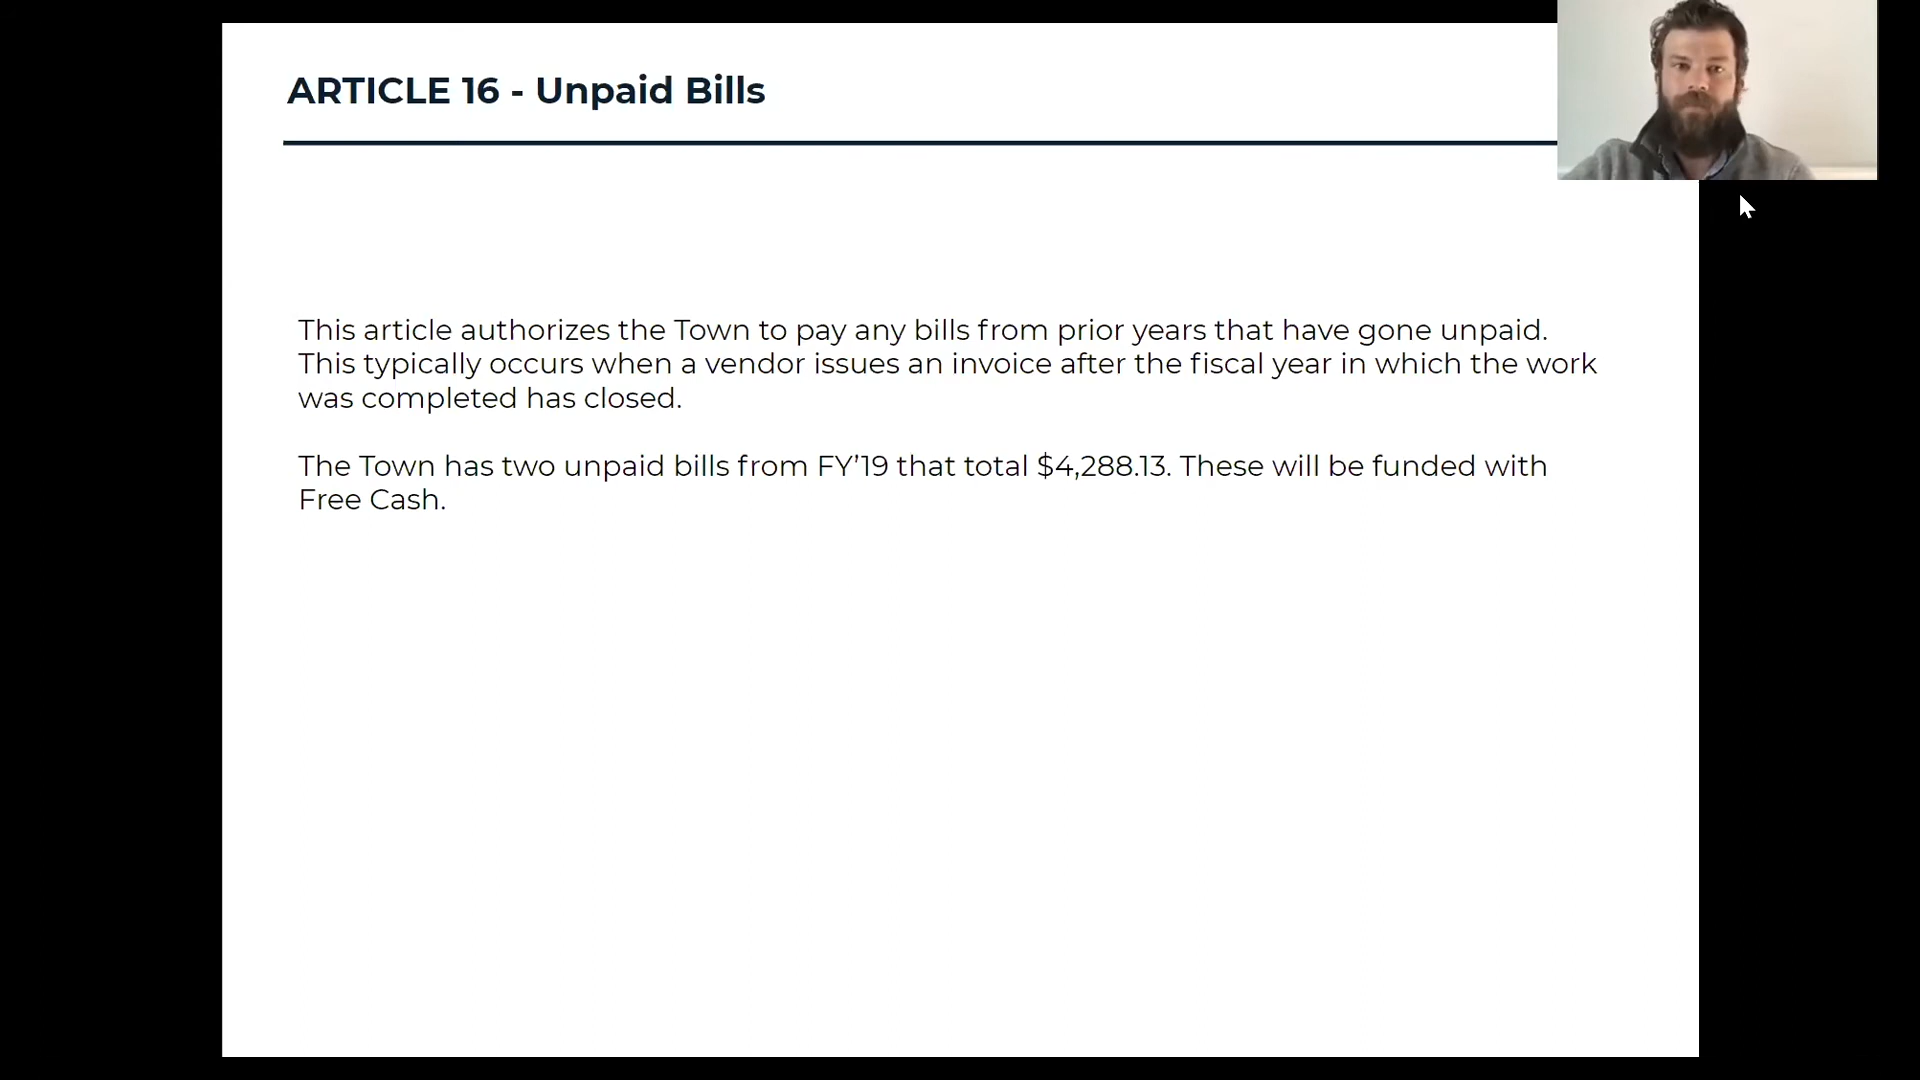 ARTICLE 16 - Unpaid Bills
This article authorizes the Town to pay any bills from prior years that have gone unpaid.
This typically occurs when a vendor issues an invoice after the fiscal year in which the work
was completed has closed.
The Town has two unpaid bills from FY’19 that total $4,288.13. These will be funded with
Free Cash.